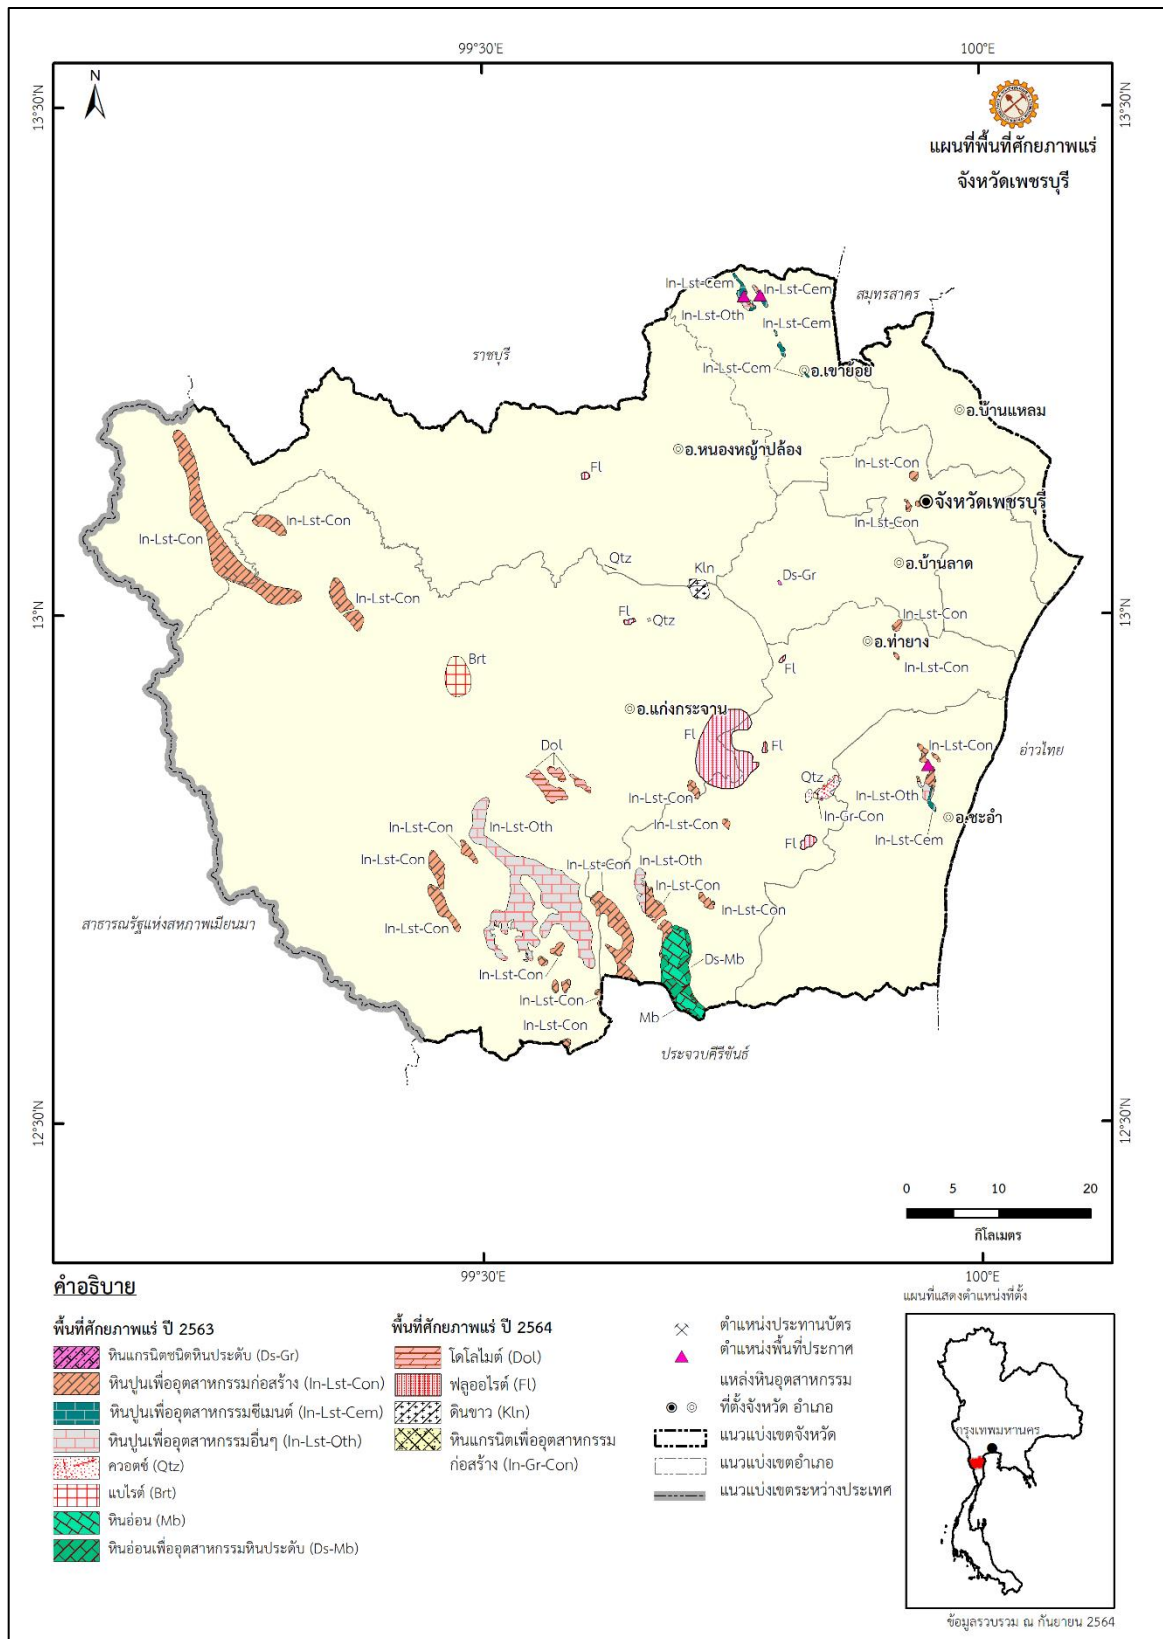 99°30'E
100°E
N
13°30'N
13°30'N
แผนที่พื้นที่ศักยภาพแร่
จังหวัดเพชรบุรี
In-Lst-Cem
In-Lst-Cem
In-Lst-Oth
In-Lst-Cem
In-Lst-Cem
สมุทรสาคร
ราชบุรี
อ.เขาย้อย
อ.บ้านแหลม
อ.หนองหญ้าปล้อง
In-Lst-Con
Fl
จังหวัดเพชรบุรี
In-Lst-Con
In-Lst-Con
In-Lst-Con
Qtz
Kln
Ds-Gr
อ.บ้านลาด
In-Lst-Con
13°N
13°N
Fl
Qtz
In-Lst-Con
อ.ท่ายาง
In-Lst-Con
Fl
Brt
อ.แก่งกระจาน
Fl
Fl
Dol
In-Lst-Con
อ่าวไทย
Qtz
In-Lst-Con
In-Lst-Oth
In-Gr-Con
อ.ชะอำ
In-Lst-Con
In-Lst-Cem
In-Lst-Con
In-Lst-Oth
Fl
In-Lst-Con
In-Lst-Con
In-Lst-Oth
In-Lst-Con
In-Lst-Con
สาธารณรัฐแห่งสหภาพเมียนมา
In-Lst-Con
Ds-Mb
In-Lst-Con
In-Lst-Con
Mb
In-Lst-Con
ประจวบคีรีขันธ์
12°30'N
12°30'N
0 5 10 20
กิโลเมตร
99°30'E
100°E
คำอธิบาย
พื้นที่ศักยภาพแร่ ปี 2563
หินแกรนิตชนิดหินประดับ (Ds-Gr)
หินปูนเพื่ออุตสาหกรรมก่อสร้าง (In-Lst-Con)
หินปูนเพื่ออุตสาหกรรมซีเมนต์ (In-Lst-Cem)
หินปูนเพื่ออุตสาหกรรมอื่นๆ (In-Lst-Oth)
ควอตซ์ (Qtz)
แบไรต์ (Brt)
หินอ่อน (Mb)
หินอ่อนเพื่ออุตสาหกรรมหินประดับ (Ds-Mb)
พื้นที่ศักยภาพแร่ ปี 2564
โดโลไมต์ (Dol)
ฟลูออไรต์ (Fl)
ดินขาว (Kln)
หินแกรนิตเพื่ออุตสาหกรรม
ก่อสร้าง (In-Gr-Con)
ตำแหน่งประทานบัตร
ตำแหน่งพื้นที่ประกาศ
แหล่งหินอุตสาหกรรม
ที่ตั้งจังหวัด อำเภอ
แนวแบ่งเขตจังหวัด
แนวแบ่งเขตอำเภอ
แนวแบ่งเขตระหว่างประเทศ
แผนที่แสดงตำแหน่งที่ตั้ง
กรุงเทพมหานคร
ข้อมูลรวบรวม ณ กันยายน 2564